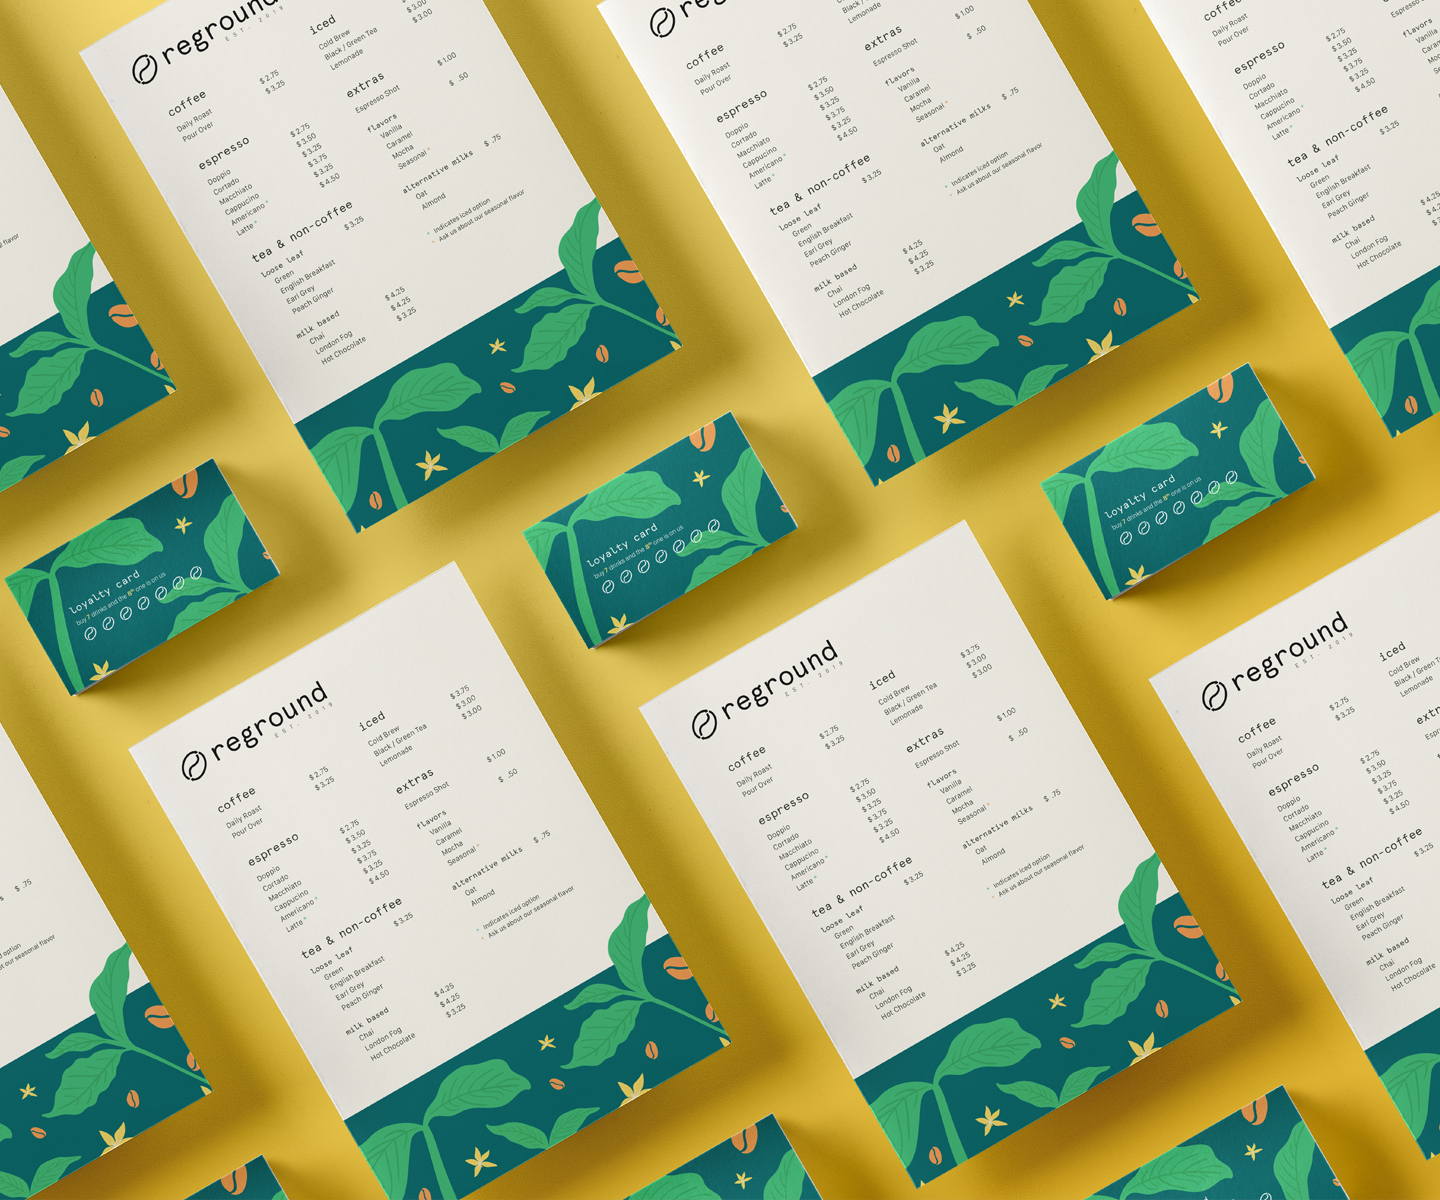 reground
EST. 2019
coffee
Daily Roast $2.75
Pour Over $3.25
espresso
Doppio $2.75
Cortado $3.50
Macchiato $3.25
Cappucino $3.75
Americano * $3.25
Latte * $4.50
tea & non-coffee
loose leaf $3.25
Green
English Breakfast
Earl Grey
Peach Ginger
milk based
Chai $4.25
London Fog $4.25
Hot Chocolate $3.25
iced
Cold Brew $3.75
Black / Green Tea $3.00
Lemonade $3.00
extras
Espresso Shot $1.00
flavors $ .50
Vanilla
Caramel
Mocha
Seasonal *
alternative milks $ .75
Oat
Almond
* Indicates iced option
* Ask us about our seasonal flavor
loyalty card
buy 7 drinks and the 8th one is on us